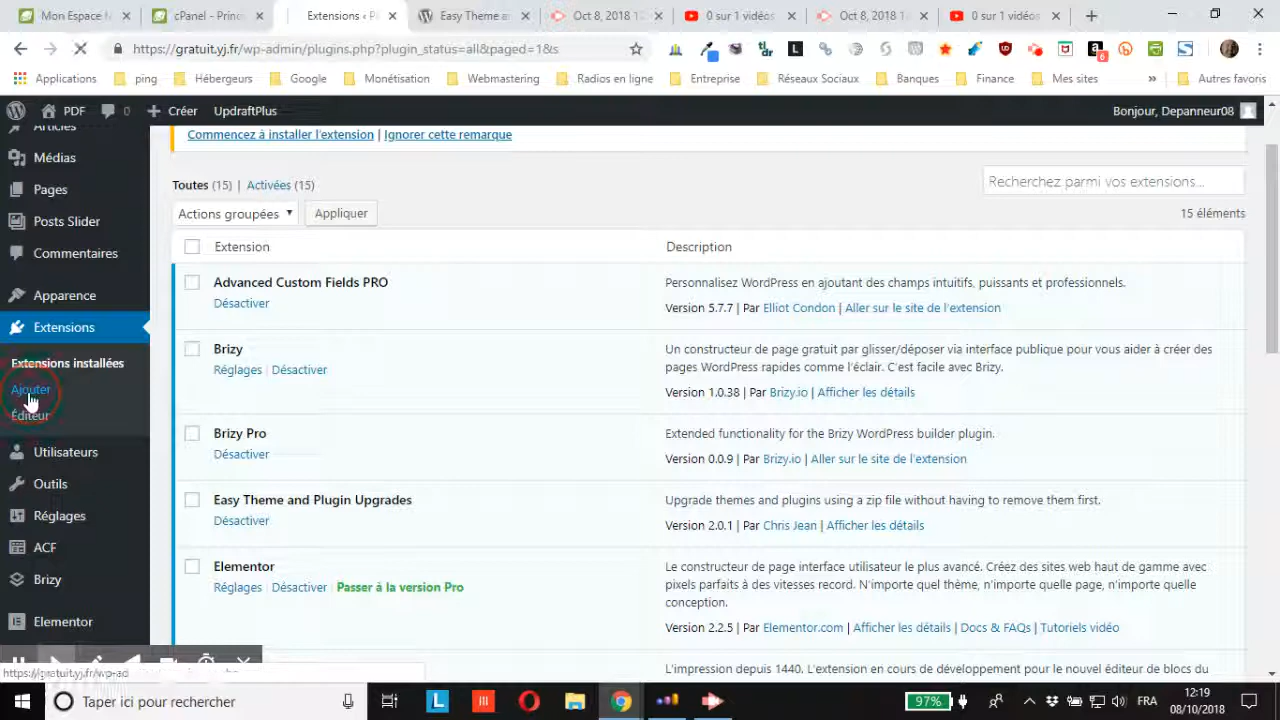 Mon Espace
cPanel - Princ
Extensions ‹ P
Easy Theme an
Oct 8, 2018 12
0 sur 1 vidéos
Oct 8, 2018 14
0 sur 1 vidéos
https://gratuit.yj.fr/wp-admin/plugins.php?plugin_status=all&paged=1&s
Applications ping Hébergeurs Google Monétisation Webmastering Radios en ligne Entreprise Réseaux Sociaux Banques Finance Mes sites » Autres favoris
PDF 0 Créer UpdraftPlus Bonjour, Depanneur08
Articles
Médias
Pages
Posts Slider
Commentaires
Apparence
Extensions
Extensions installées
Ajouter
Éditeur
Utilisateurs
Outils
Réglages
ACF
Brizy
Elementor
Commencez à installer l'extension | Ignorer cette remarque
Toutes (15) | Activées (15)
Recherchez parmi vos extensions...
Actions groupées Appliquer
15 éléments
Extension Description
Advanced Custom Fields PRO
Désactiver
Personnalisez WordPress en ajoutant des champs intuitifs, puissants et professionnels.
Version 5.7.7 | Par Elliot Condon | Aller sur le site de l'extension
Brizy
Réglages | Désactiver
Un constructeur de page gratuit par glisser/déposer via interface publique pour vous aider à créer des
pages WordPress rapides comme l'éclair. C'est facile avec Brizy.
Version 1.0.38 | Par Brizy.io | Afficher les détails
Brizy Pro
Désactiver
Extended functionality for the Brizy WordPress builder plugin.
Version 0.0.9 | Par Brizy.io | Aller sur le site de l'extension
Easy Theme and Plugin Upgrades
Désactiver
Upgrade themes and plugins using a zip file without having to remove them first.
Version 2.0.1 | Par Chris Jean | Afficher les détails
Elementor
Réglages | Désactiver | Passer à la version Pro
Le constructeur de page interface utilisateur le plus avancé. Créez des sites web haut de gamme avec
pixels parfaits à des vitesses record. N'importe quel thème, n'importe quelle page, n'importe quelle
conception.
Version 2.2.5 | Par Elementor.com | Afficher les détails | Docs & FAQs | Tutoriels vidéo
L'impression depuis 1440. L'extension en cours de développement pour le nouvel éditeur de blocs du
https://gratuit.yj.fr/wp-ad
Taper ici pour rechercher
97%
FRA
12:19
08/10/2018